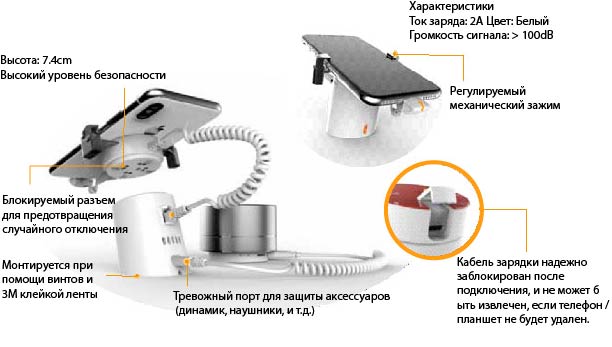 Характеристики
Ток заряда: 2А Цвет: Белый
Громкость сигнала: > 100dB
Высота: 7.4cm
Высокий уровень безопасности
Регулируемый
механический зажим
Блокируемый разъем
для предотвращения
случайного отключения
Монтируется при
помощи винтов и
3М клейкой ленты
Тревожный порт для защиты аксессуаров
(динамик, наушники, и т.д.)
Кабель зарядки надежно
заблокирован после
подключения, и не может б
ыть извлечен, если телефон /
планшет не будет удален.